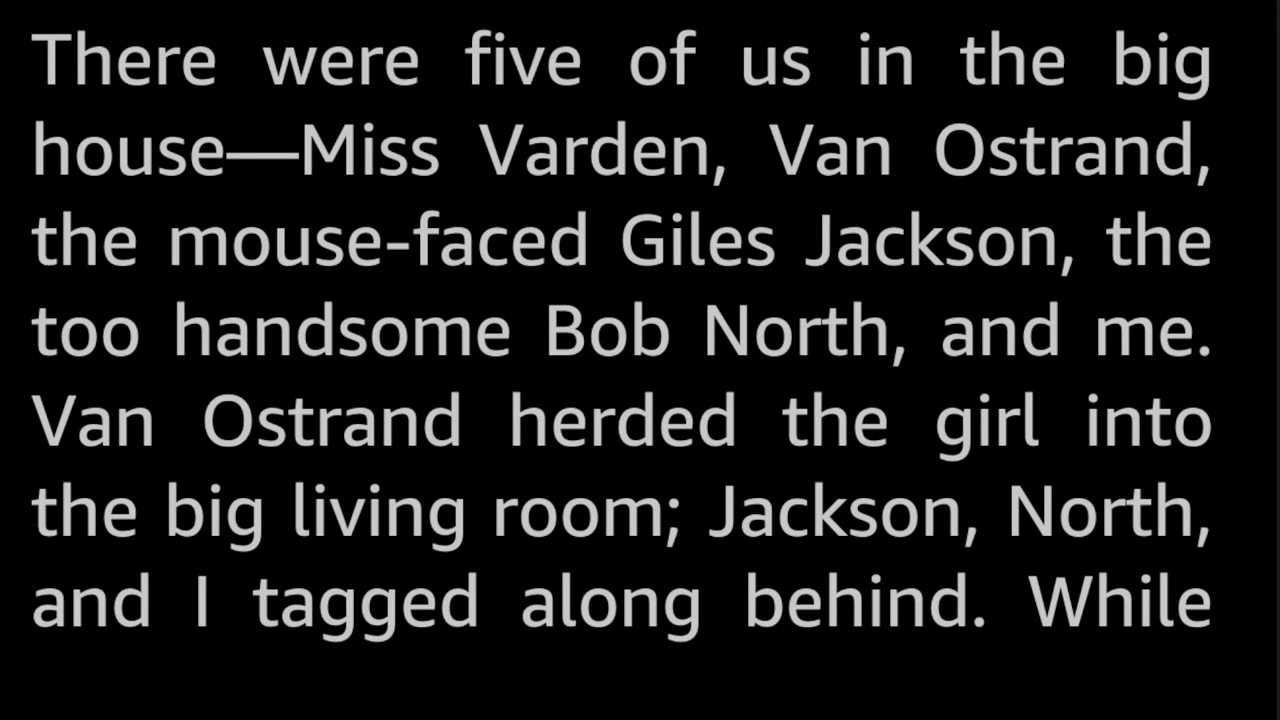 There were five of us in the big
house—Miss Varden, Van Ostrand,
the mouse-faced Giles Jackson, the
too handsome Bob North, and me.
Van Ostrand herded the girl into
the big living room; Jackson, North,
and I tagged along behind. While